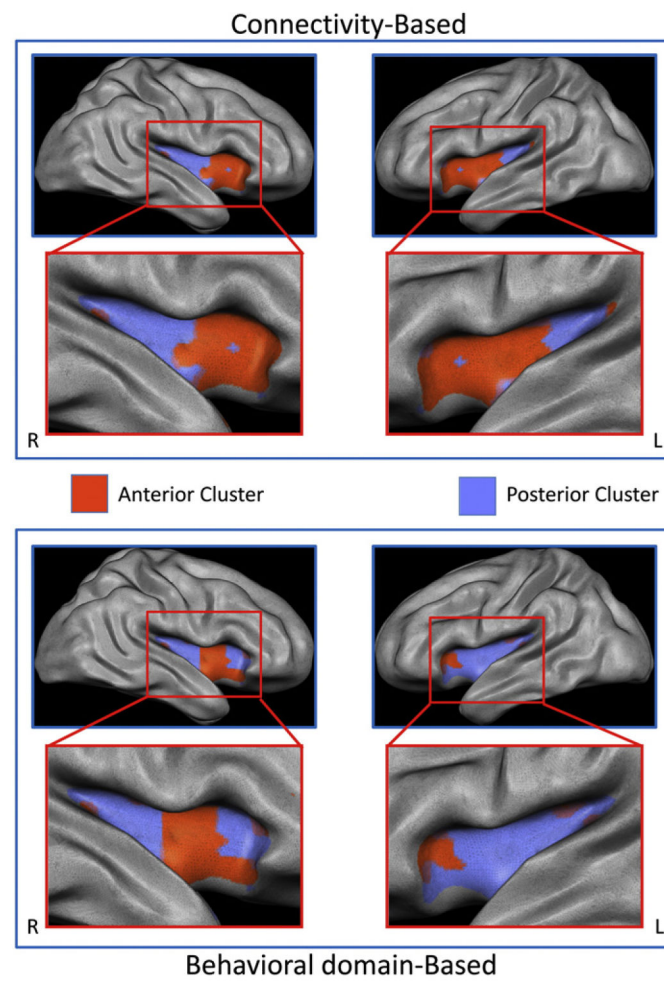 Connectivity-Based
R
L
Anterior Cluster
Posterior Cluster
R
L
Behavioral domain-Based